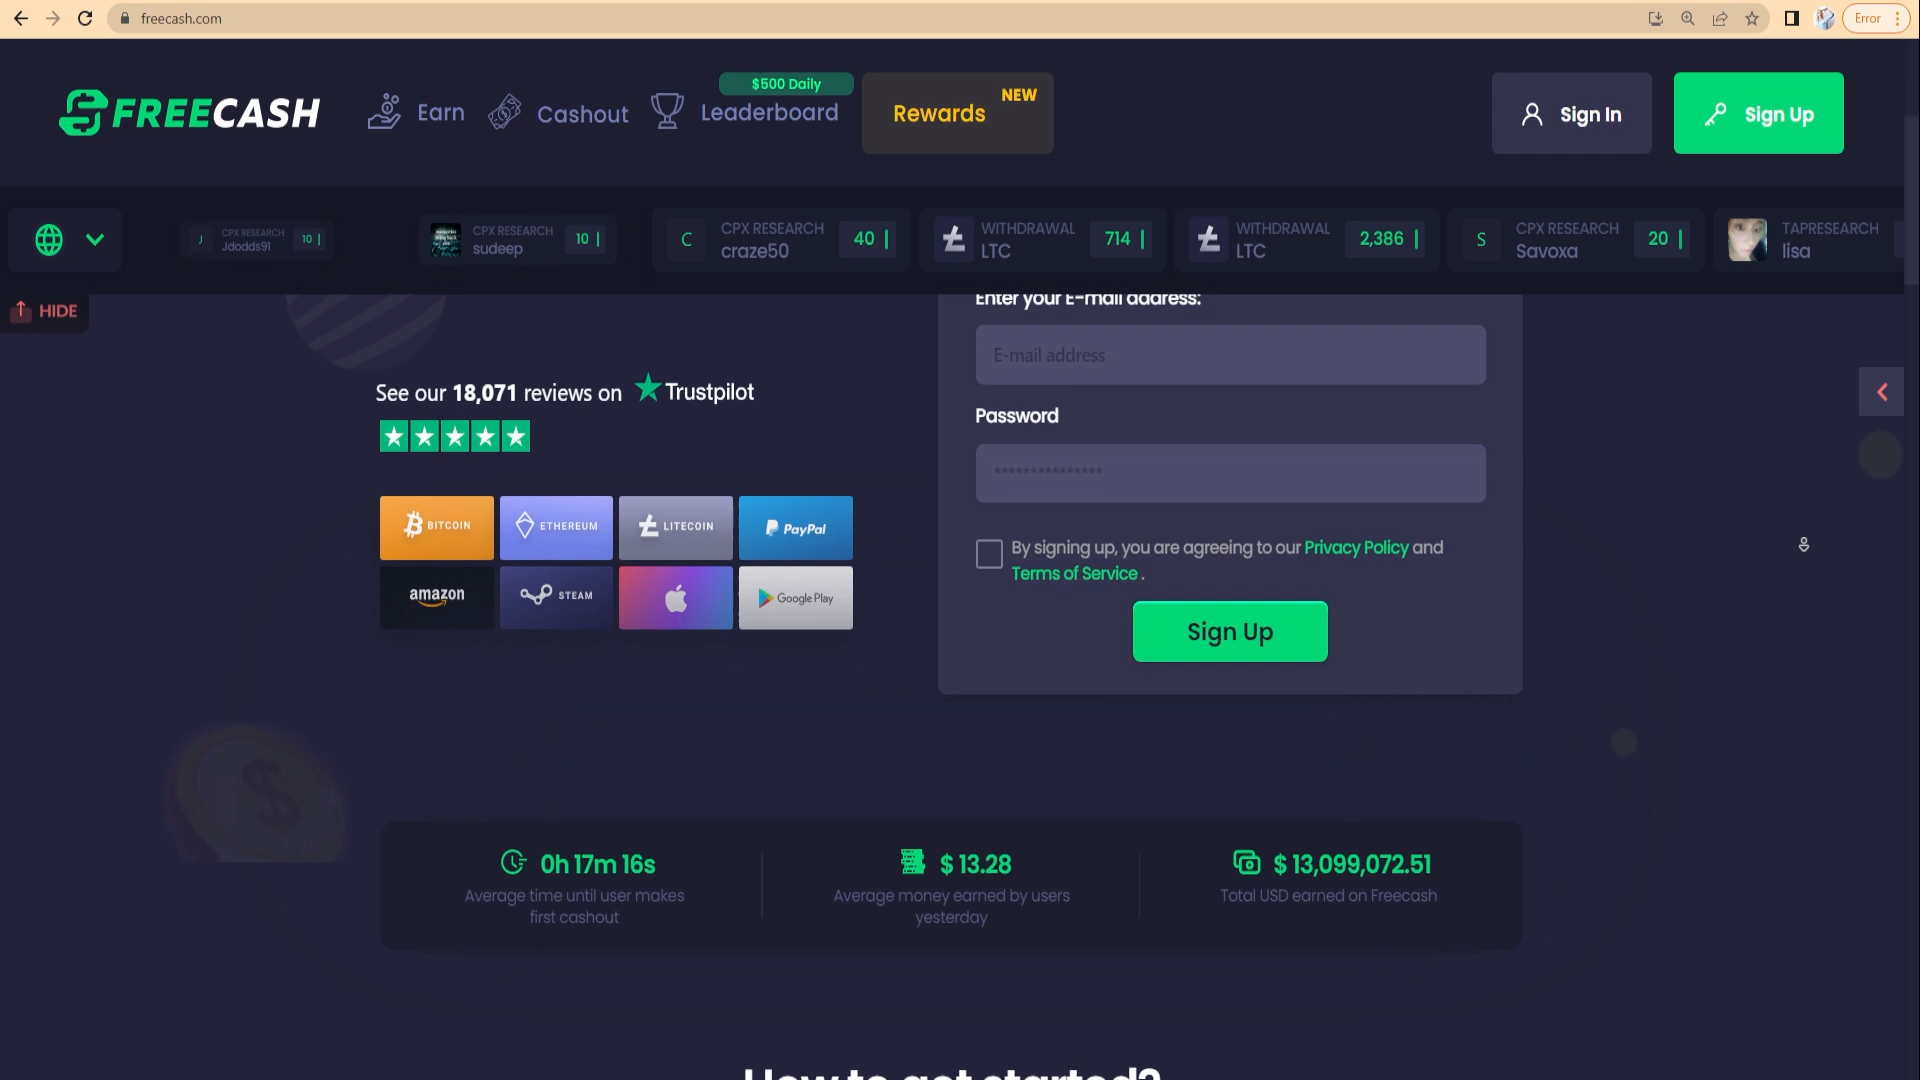 freecash.com
Error
FREECASH
Earn
Cashout
$500 Daily
Leaderboard
Rewards
NEW
Sign In
Sign Up
J
CPX RESEARCH
Jdodds91
10
CPX RESEARCH
sudeep
10
C
CPX RESEARCH
craze50
40
WITHDRAWAL
LTC
714
WITHDRAWAL
LTC
2,386
S
CPX RESEARCH
Savoxa
20
TAPRESEARCH
lisa
HIDE
Enter your E-mail address:
E-mail address
See our 18,071 reviews on Trustpilot
Password
***************
BITCOIN
ETHEREUM
LITECOIN
PayPal
amazon
STEAM
Google Play
By signing up, you are agreeing to our Privacy Policy and
Terms of Service .
Sign Up
0h 17m 16s
Average time until user makes
first cashout
$ 13.28
Average money earned by users
yesterday
$ 13,099,072.51
Total USD earned on Freecash
How to get started?